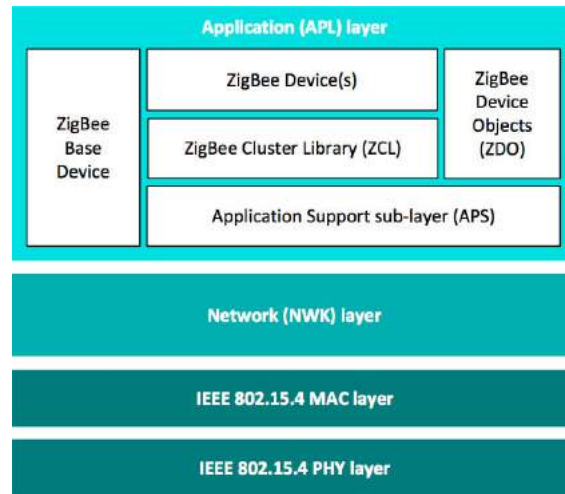 Application (APL) layer
ZigBee
Base
Device
ZigBee Device(s)
ZigBee Cluster Library (ZCL)
ZigBee
Device
Objects
(ZDO)
Application Support sub-layer (APS)
Network (NWK) layer
IEEE 802.15.4 MAC layer
IEEE 802.15.4 PHY layer